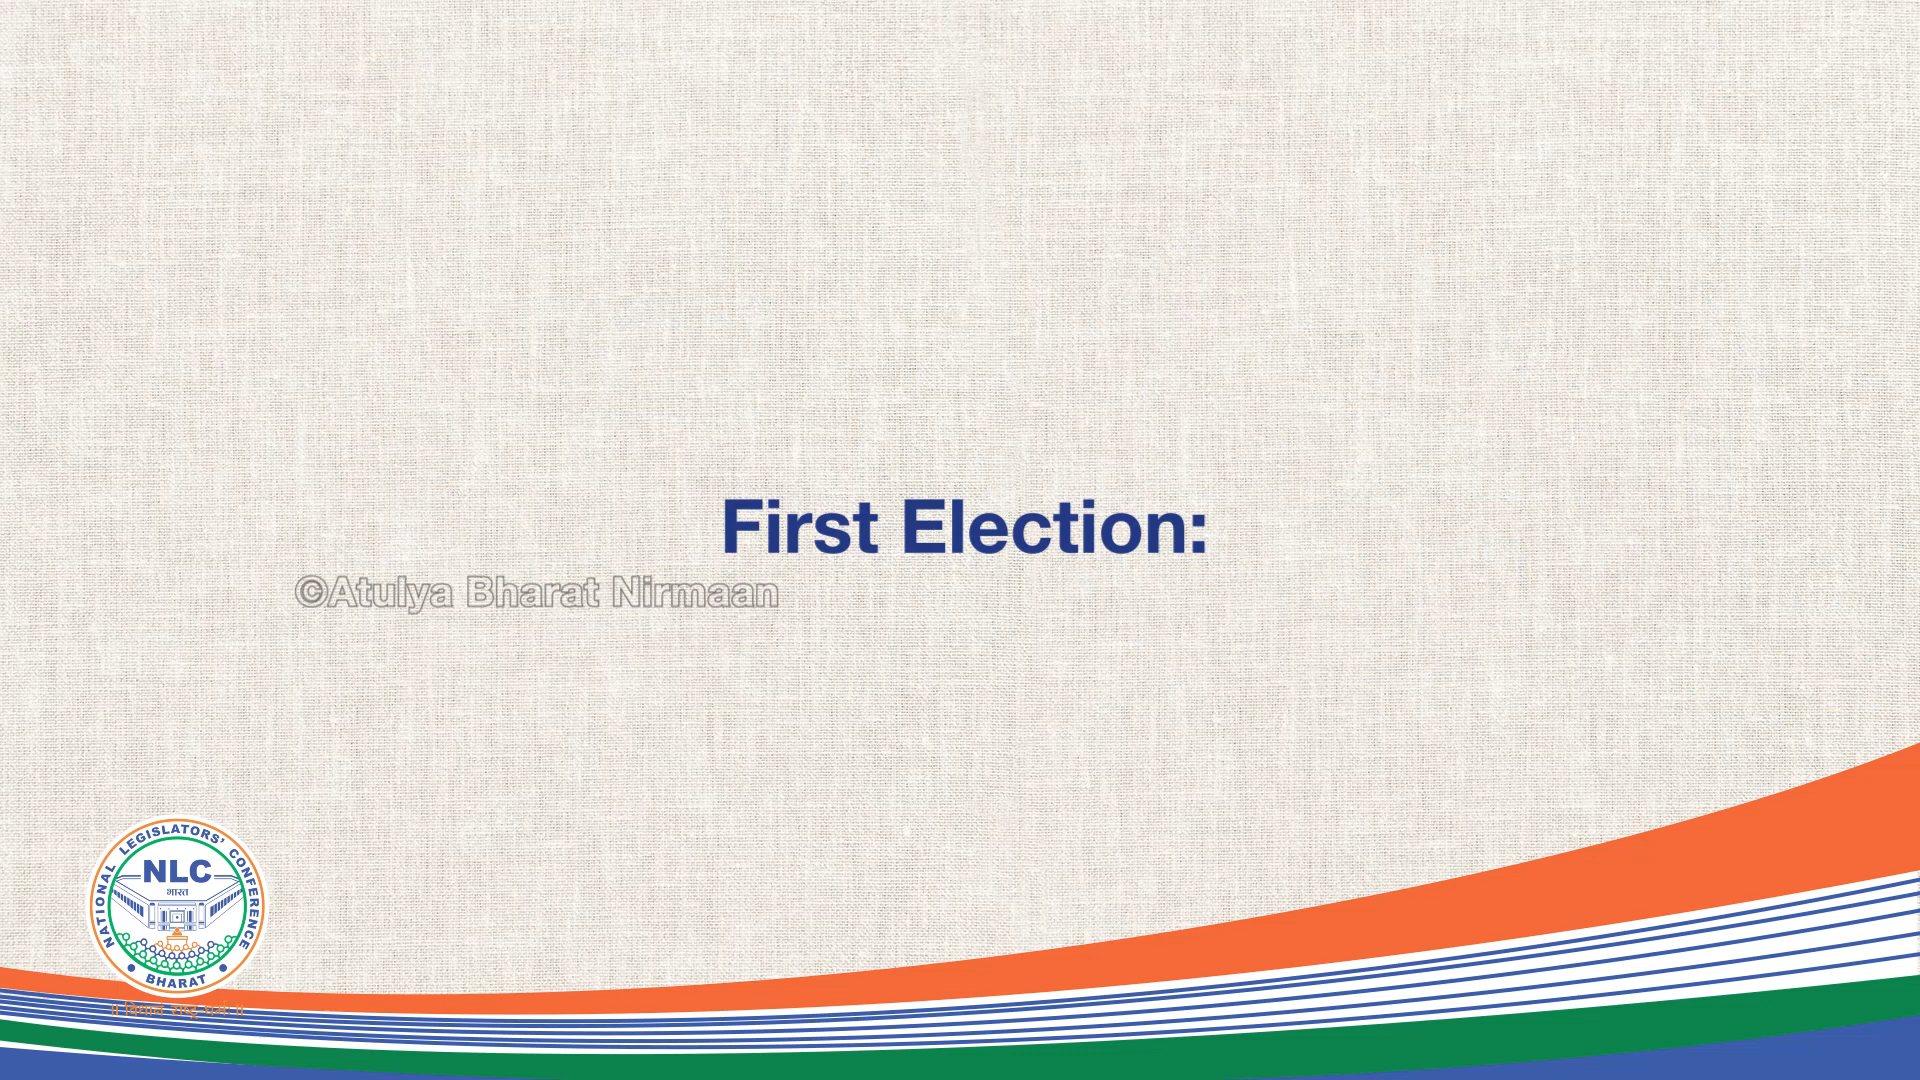 First Election:
©Atulya Bharat Nirmaan
NATIONAL LEGISLATORS' CONFERENCE
NLC
भारत
BHARAT